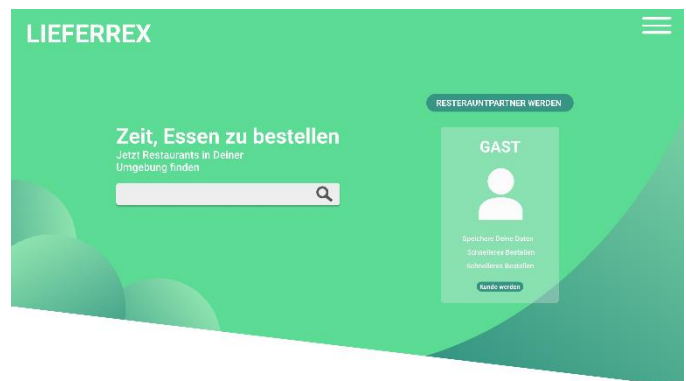 LIEFERREX
RESTERAUNTPARTNER WERDEN
Zeit, Essen zu bestellen
Jetzt Restaurants in Deiner
Umgebung finden
GAST
Speichere Deine Daten
Schnelleres Bestellen
Schnelleres Bestellen
Kunde werden